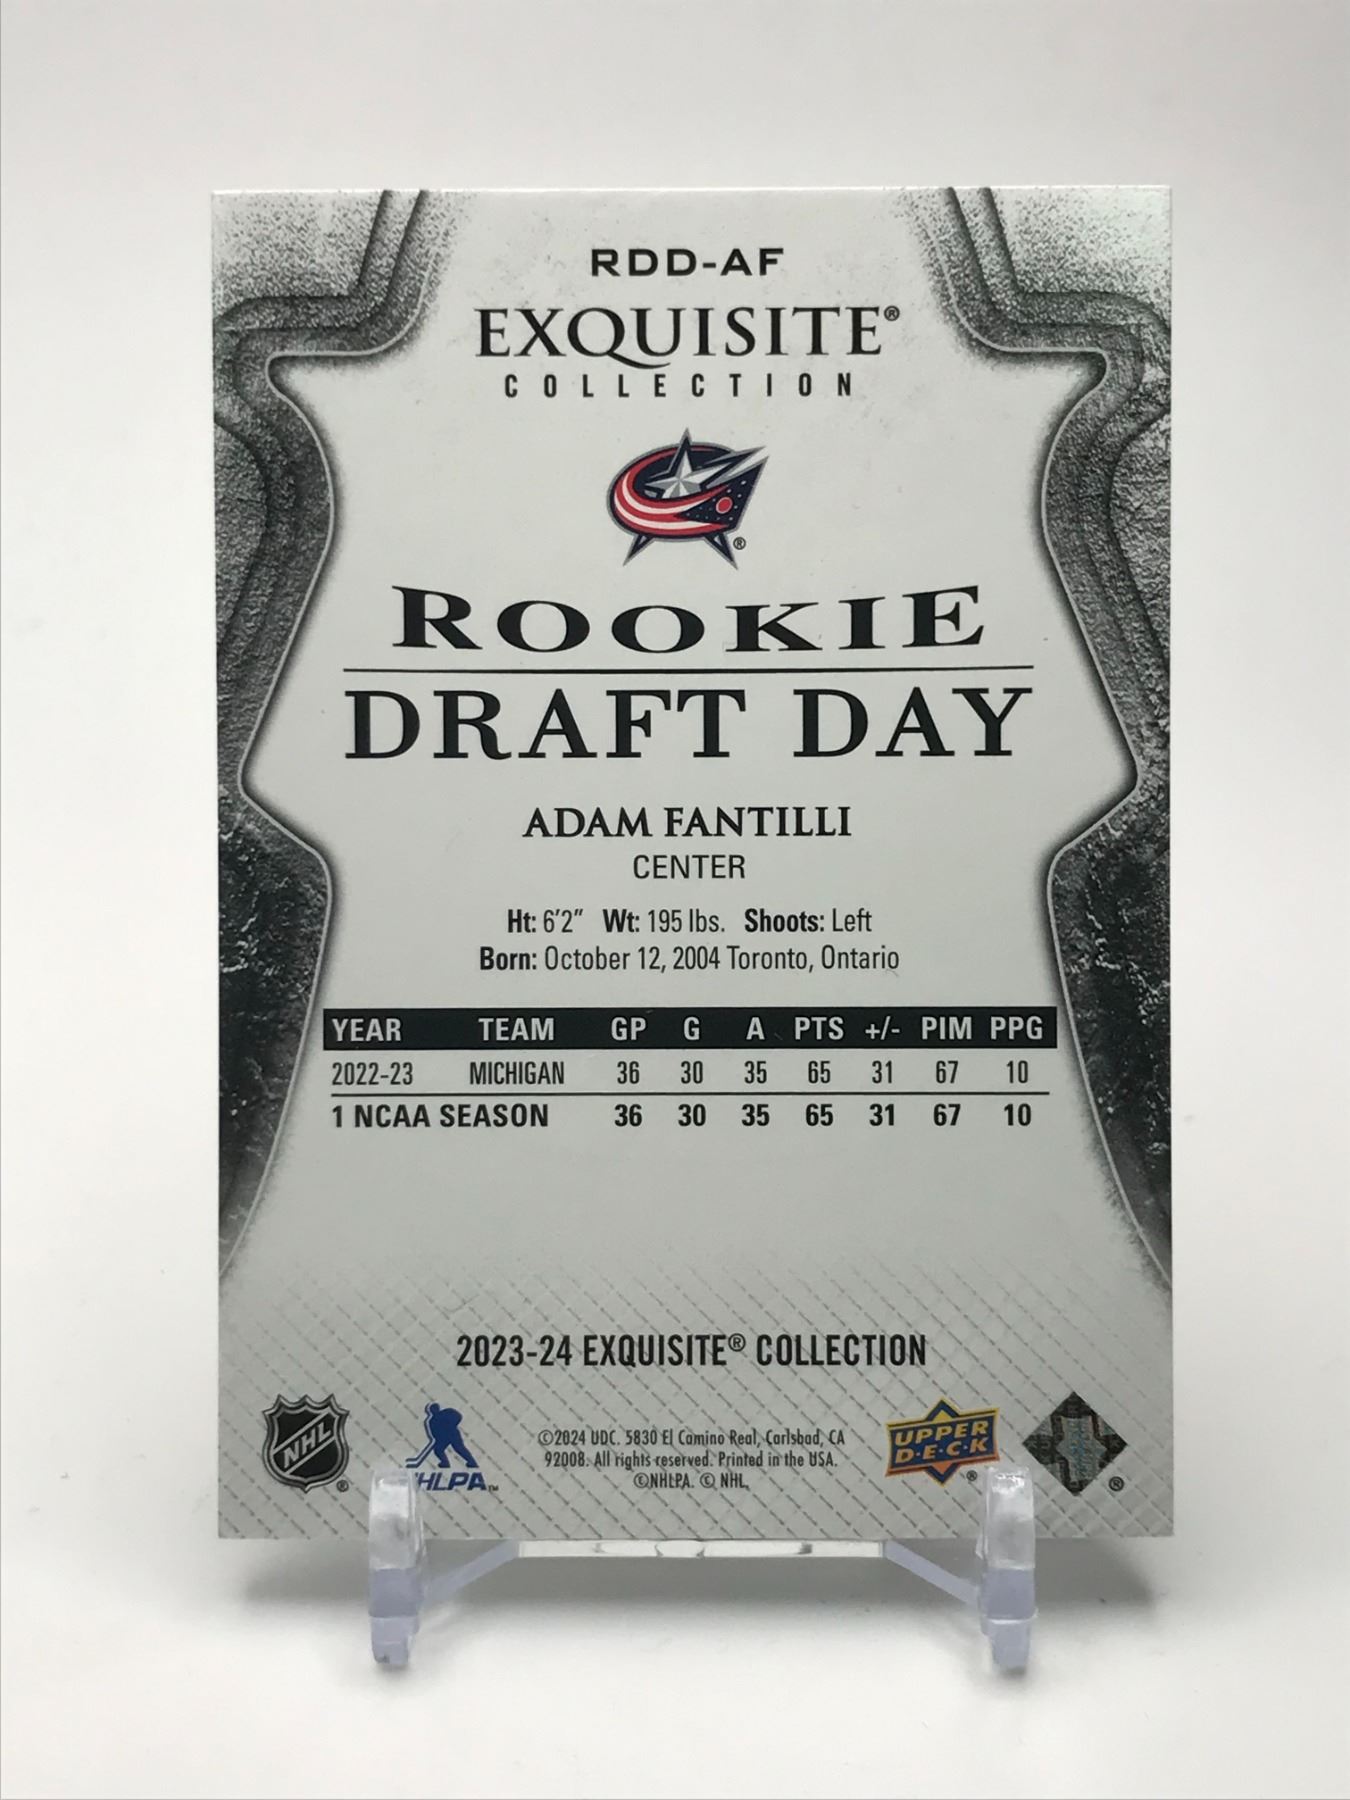 RDD-AF
EXQUISITE®
COLLECTION
®
ROOKIE
DRAFT DAY
ADAM FANTILLI
CENTER
Ht: 6'2" Wt: 195 lbs. Shoots: Left
Born: October 12, 2004 Toronto, Ontario
YEAR TEAM GP G A PTS +/- PIM PPG
2022-23 MICHIGAN 36 30 35 65 31 67 10
1 NCAA SEASON 36 30 35 65 31 67 10
2023-24 EXQUISITE® COLLECTION
NHL ®
NHLPA™
©2024 UDC. 5830 El Camino Real, Carlsbad, CA
92008. All rights reserved. Printed in the USA.
©NHLPA. © NHL.
UPPER
D·E·C·K ®
®